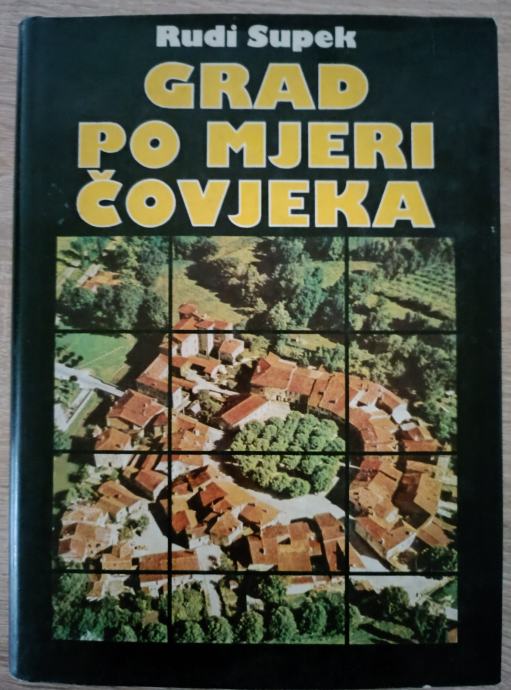 Rudi Supek
GRAD
PO MJERI
ČOVJEKA